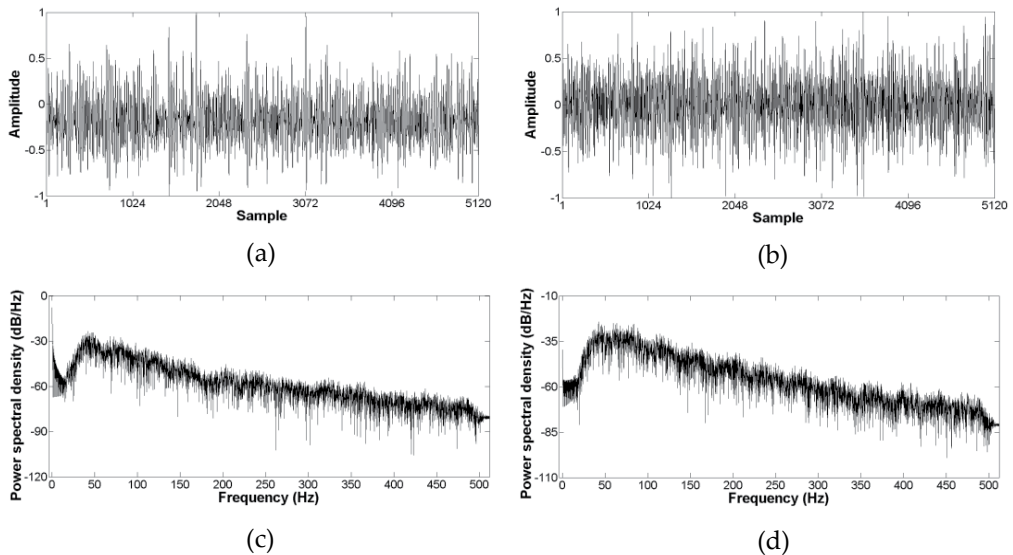 1
0.5
0
-0.5
-1
Amplitude
1 1024 2048 3072 4096 5120
Sample
(a)
1
0.5
0
-0.5
-1
Amplitude
1 1024 2048 3072 4096 5120
Sample
(b)
0
-30
-60
-90
-120
Power spectral density (dB/Hz)
0 50 100 150 200 250 300 350 400 450 500
Frequency (Hz)
(c)
-10
-35
-60
-85
-110
Power spectral density (dB/Hz)
0 50 100 150 200 250 300 350 400 450 500
Frequency (Hz)
(d)